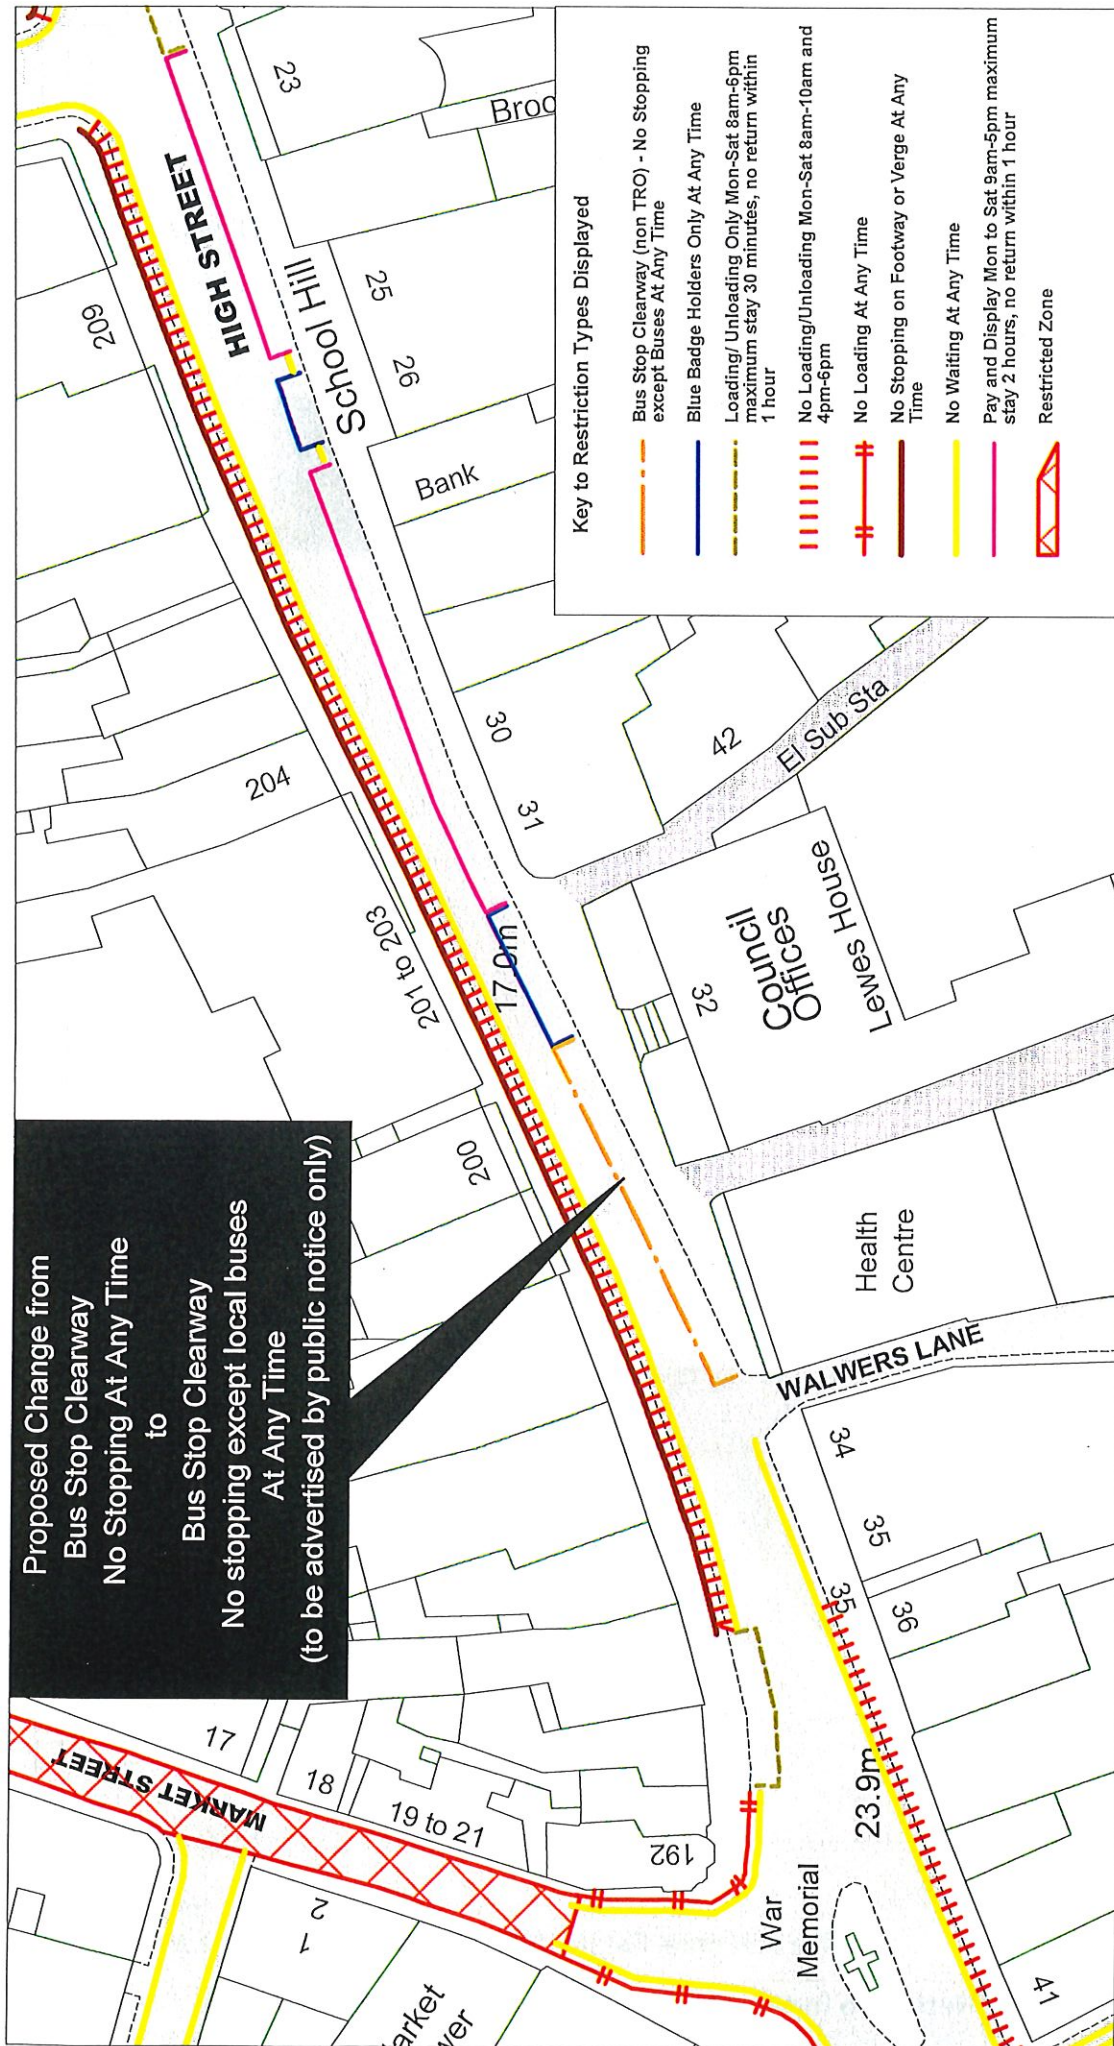 Proposed Change from
Bus Stop Clearway
No Stopping At Any Time
to
Bus Stop Clearway
No stopping except local buses
At Any Time
(to be advertised by public notice only)
MARKET STREET
17
18
19 to 21
192
2
1
War
Memorial
23.9m
41
35
36
35
34
WALWERS LANE
Health
Centre
200
201 to 203
17.0m
32
Council
Offices
Lewes House
El Sub Sta
42
204
31
30
Bank
26
25
School Hill
HIGH STREET
209
23
Key to Restriction Types Displayed
Bus Stop Clearway (non TRO) - No Stopping
except Buses At Any Time
Blue Badge Holders Only At Any Time
Loading/ Unloading Only Mon-Sat 8am-6pm
maximum stay 30 minutes, no return within
1 hour
No Loading/Unloading Mon-Sat 8am-10am and
4pm-6pm
No Loading At Any Time
No Stopping on Footway or Verge At Any
Time
No Waiting At Any Time
Pay and Display Mon to Sat 9am-5pm maximum
stay 2 hours, no return within 1 hour
Restricted Zone